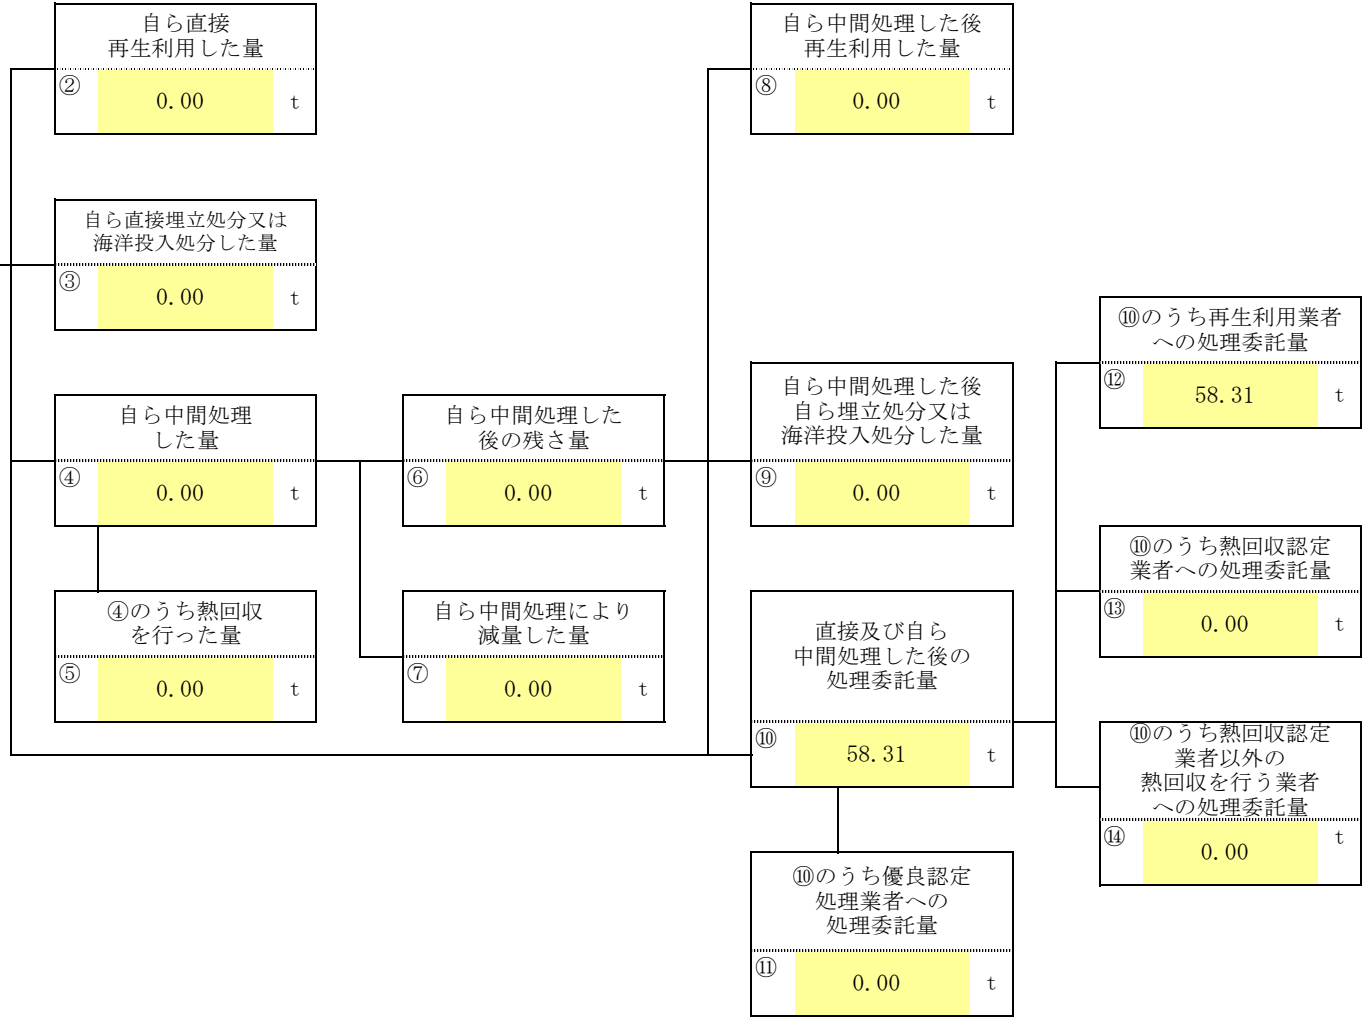 自ら直接
再生利用した量
②
0.00
t
自ら直接埋立処分又は
海洋投入処分した量
③
0.00
t
自ら中間処理
した量
④
0.00
t
④のうち熱回収
を行った量
⑤
0.00
t
自ら中間処理した
後の残さ量
⑥
0.00
t
自ら中間処理により
減量した量
⑦
0.00
t
自ら中間処理した後
再生利用した量
⑧
0.00
t
自ら中間処理した後
自ら埋立処分又は
海洋投入処分した量
⑨
0.00
t
直接及び自ら
中間処理した後の
処理委託量
⑩
58.31
t
⑩のうち優良認定
処理業者への
処理委託量
⑪
0.00
t
⑩のうち再生利用業者
への処理委託量
⑫
58.31
t
⑩のうち熱回収認定
業者への処理委託量
⑬
0.00
t
⑩のうち熱回収認定
業者以外の
熱回収を行う業者
への処理委託量
⑭
0.00
t